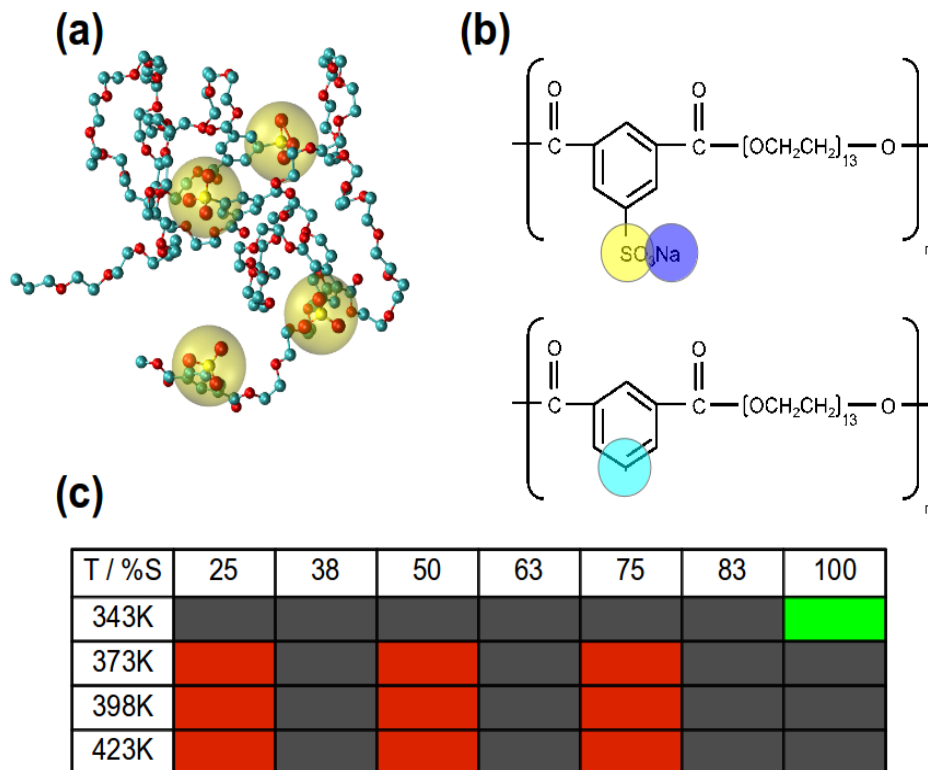 (a)
(b)
O O
C C [OCH₂CH₂]₁₃ O
n
SO₃Na
O O
C C [OCH₂CH₂]₁₃ O
n
(c)
T / %S 25 38 50 63 75 83 100
343K
373K
398K
423K